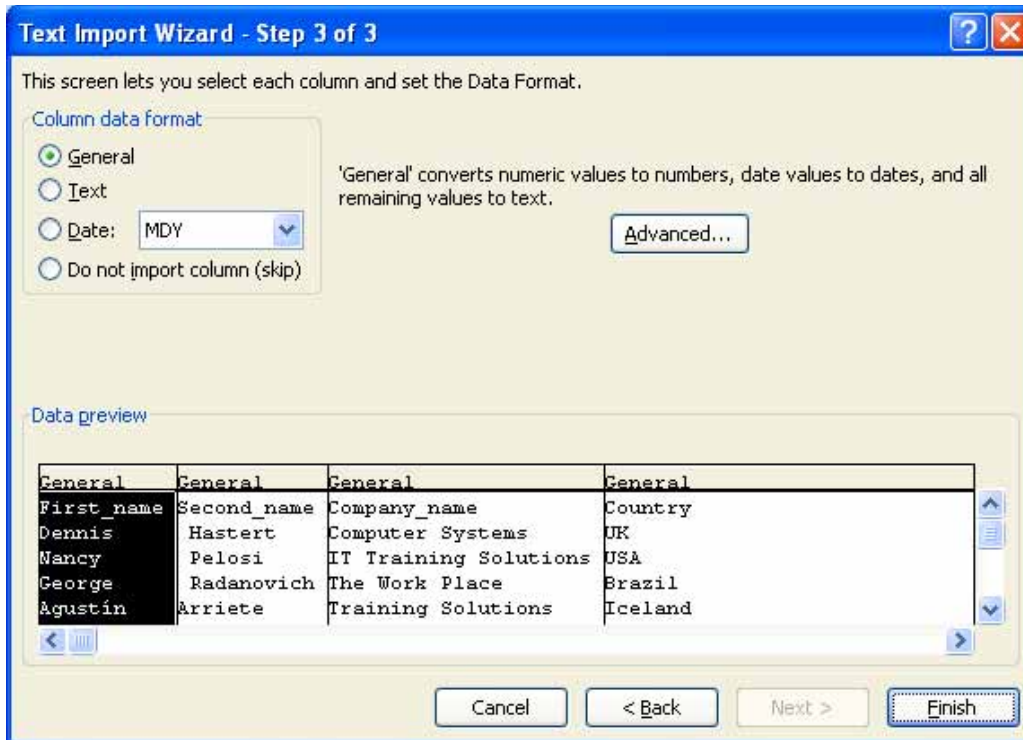 Text Import Wizard - Step 3 of 3
This screen lets you select each column and set the Data Format.
Column data format
General
Text
Date: MDY
Do not import column (skip)
'General' converts numeric values to numbers, date values to dates, and all
remaining values to text.
Advanced...
Data preview
General General General General
First_name Second_name Company_name Country
Dennis Hastert Computer Systems UK
Nancy Pelosi IT Training Solutions USA
George Radanovich The Work Place Brazil
Agustín Arriete Training Solutions Iceland
Cancel < Back Next > Finish